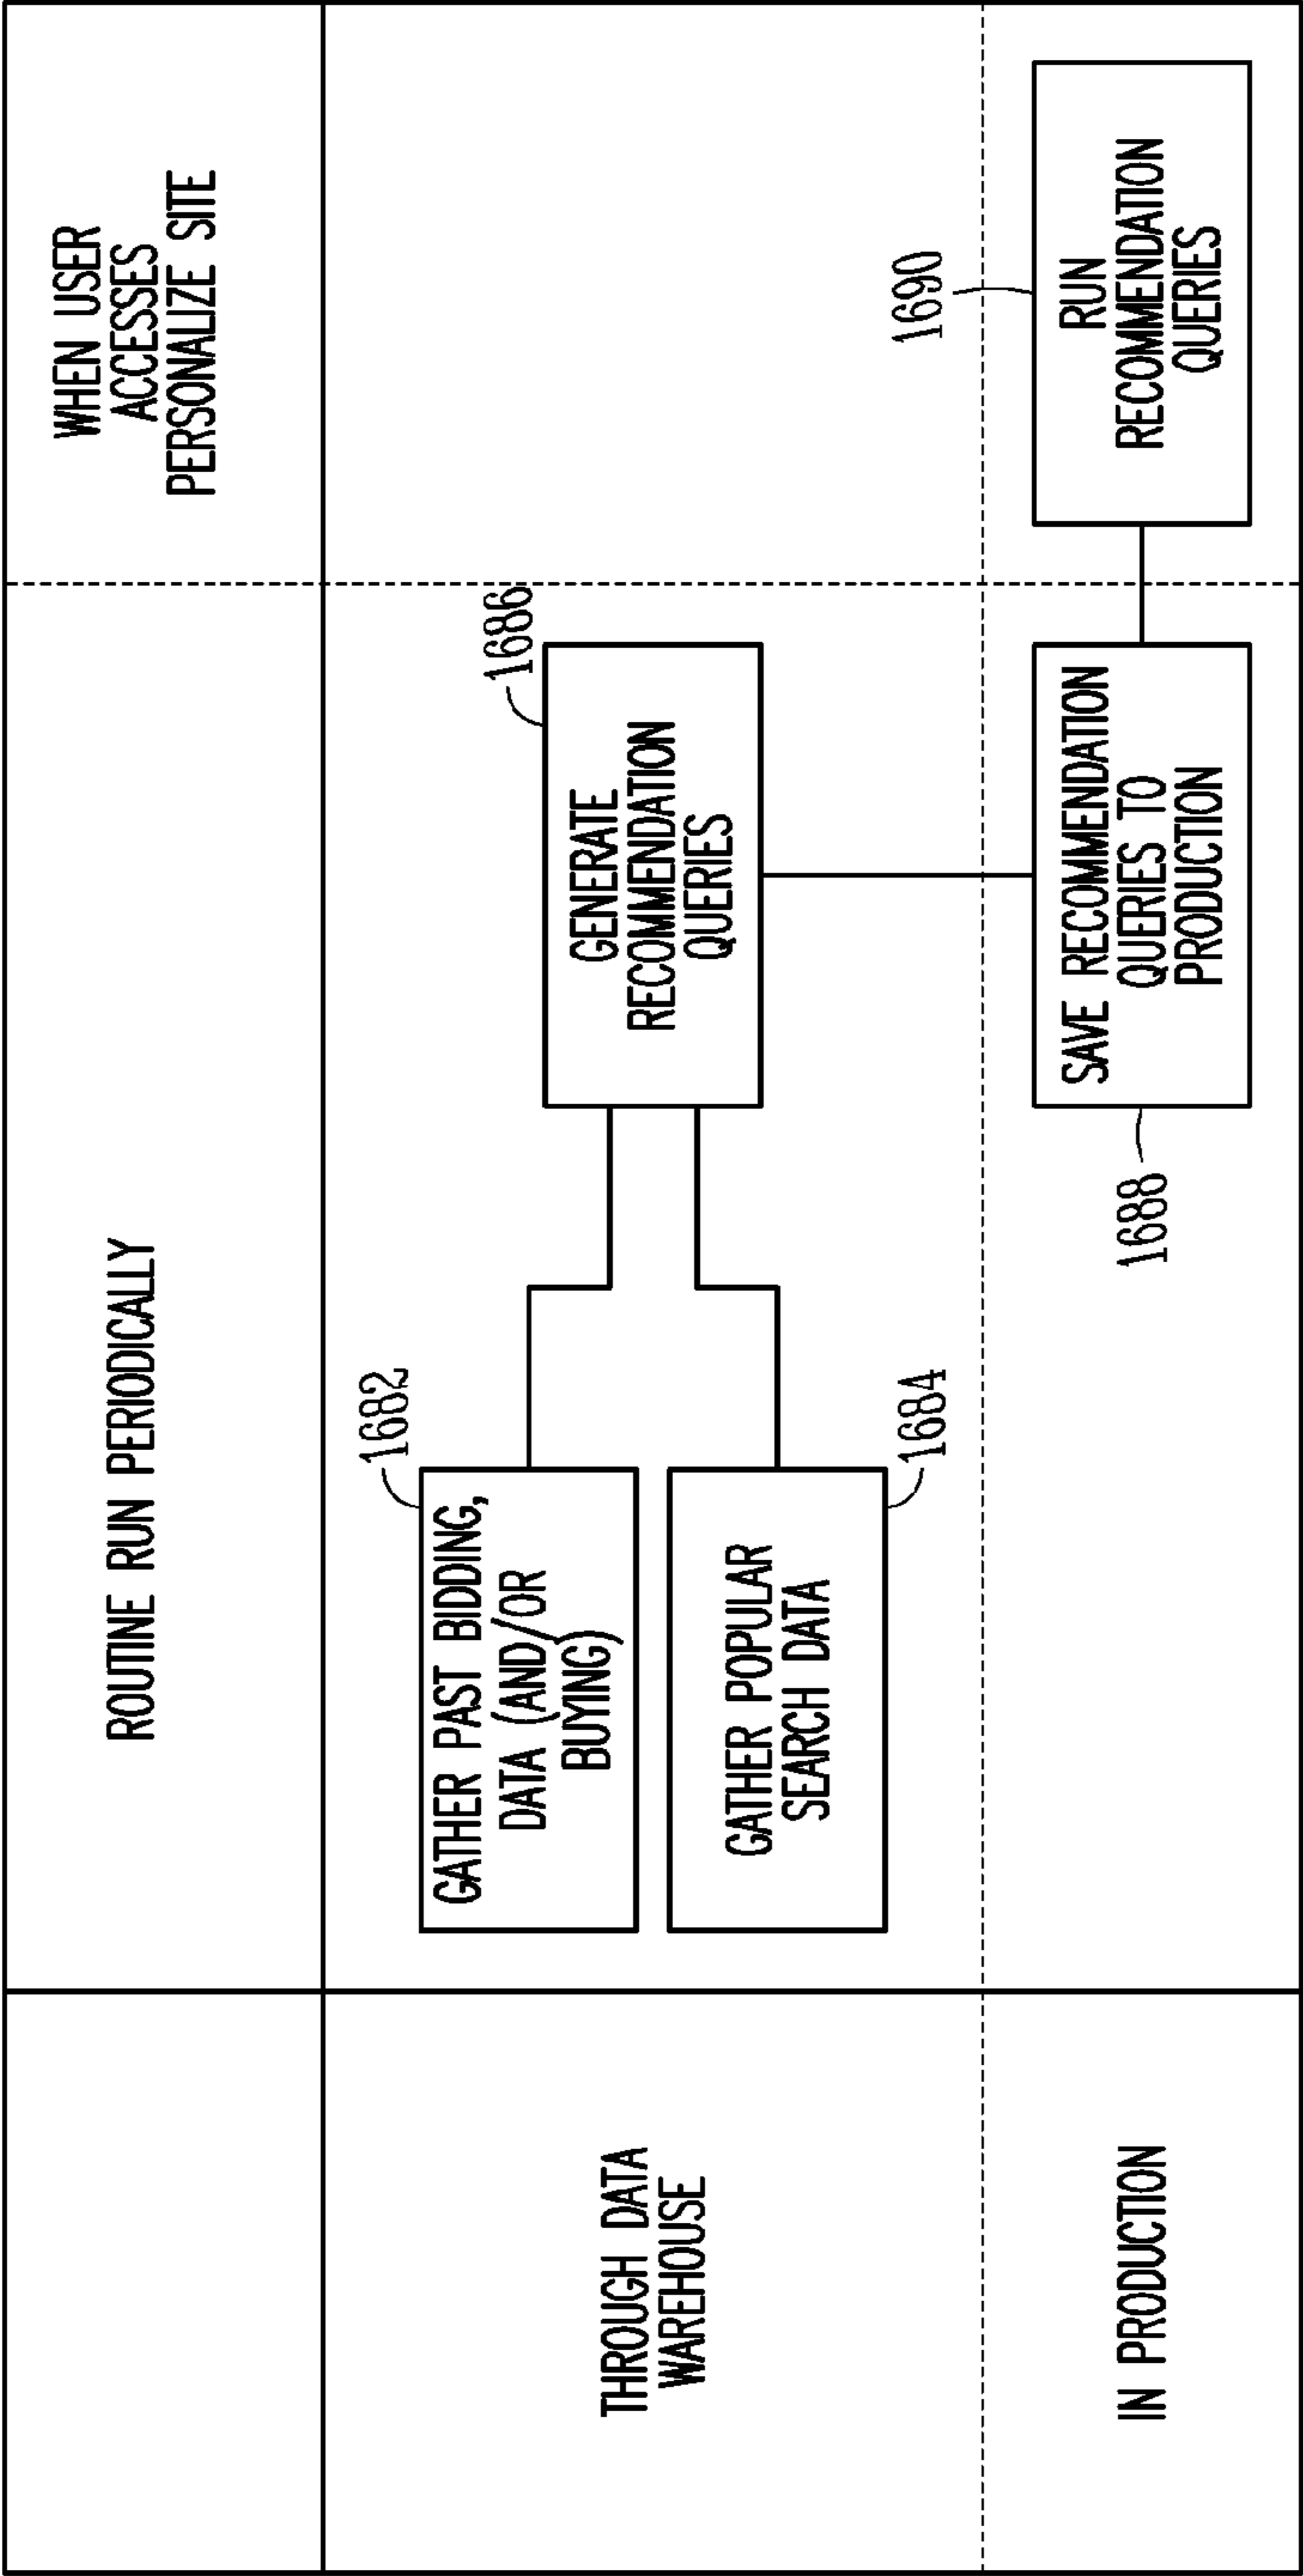 ROUTINE RUN PERIODICALLY
WHEN USER
ACCESSES
PERSONALIZE SITE
THROUGH DATA
WAREHOUSE
1682
GATHER PAST BIDDING,
DATA (AND/OR
BUYING)
GATHER POPULAR
SEARCH DATA
1684
1686
GENERATE
RECOMMENDATION
QUERIES
IN PRODUCTION
1688
SAVE RECOMMENDATION
QUERIES TO
PRODUCTION
1690
RUN
RECOMMENDATION
QUERIES